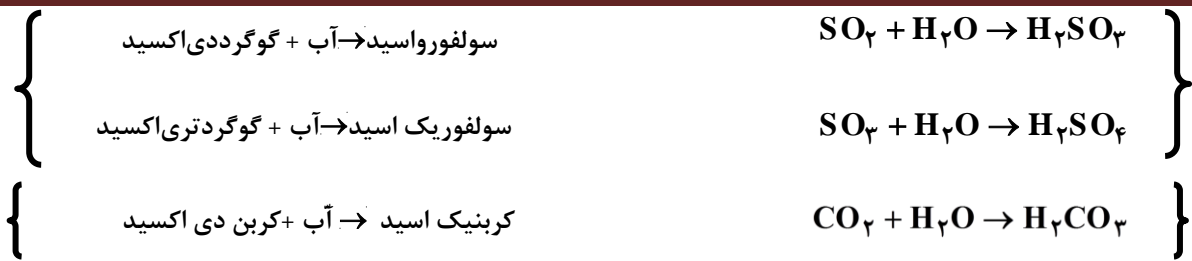 SO۲ + H۲O → H۲SO۳ سولفورواسید→آب + گوگرددی‌اکسید
SO۳ + H۲O → H۲SO۴ سولفوریک اسید→آب + گوگردتری‌اکسید
CO۲ + H۲O → H۲CO۳ کربنیک اسید → آب +کربن دی اکسید